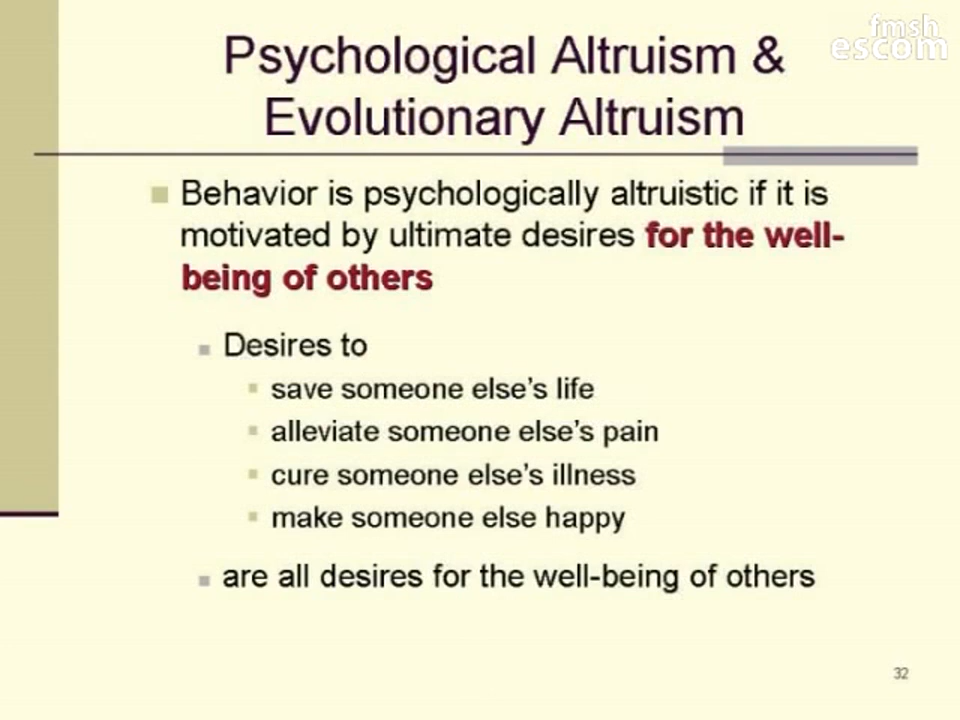 fmsh
escom
Psychological Altruism &
Evolutionary Altruism
Behavior is psychologically altruistic if it is
motivated by ultimate desires for the well-
being of others
Desires to
save someone else's life
alleviate someone else's pain
cure someone else's illness
make someone else happy
are all desires for the well-being of others
32